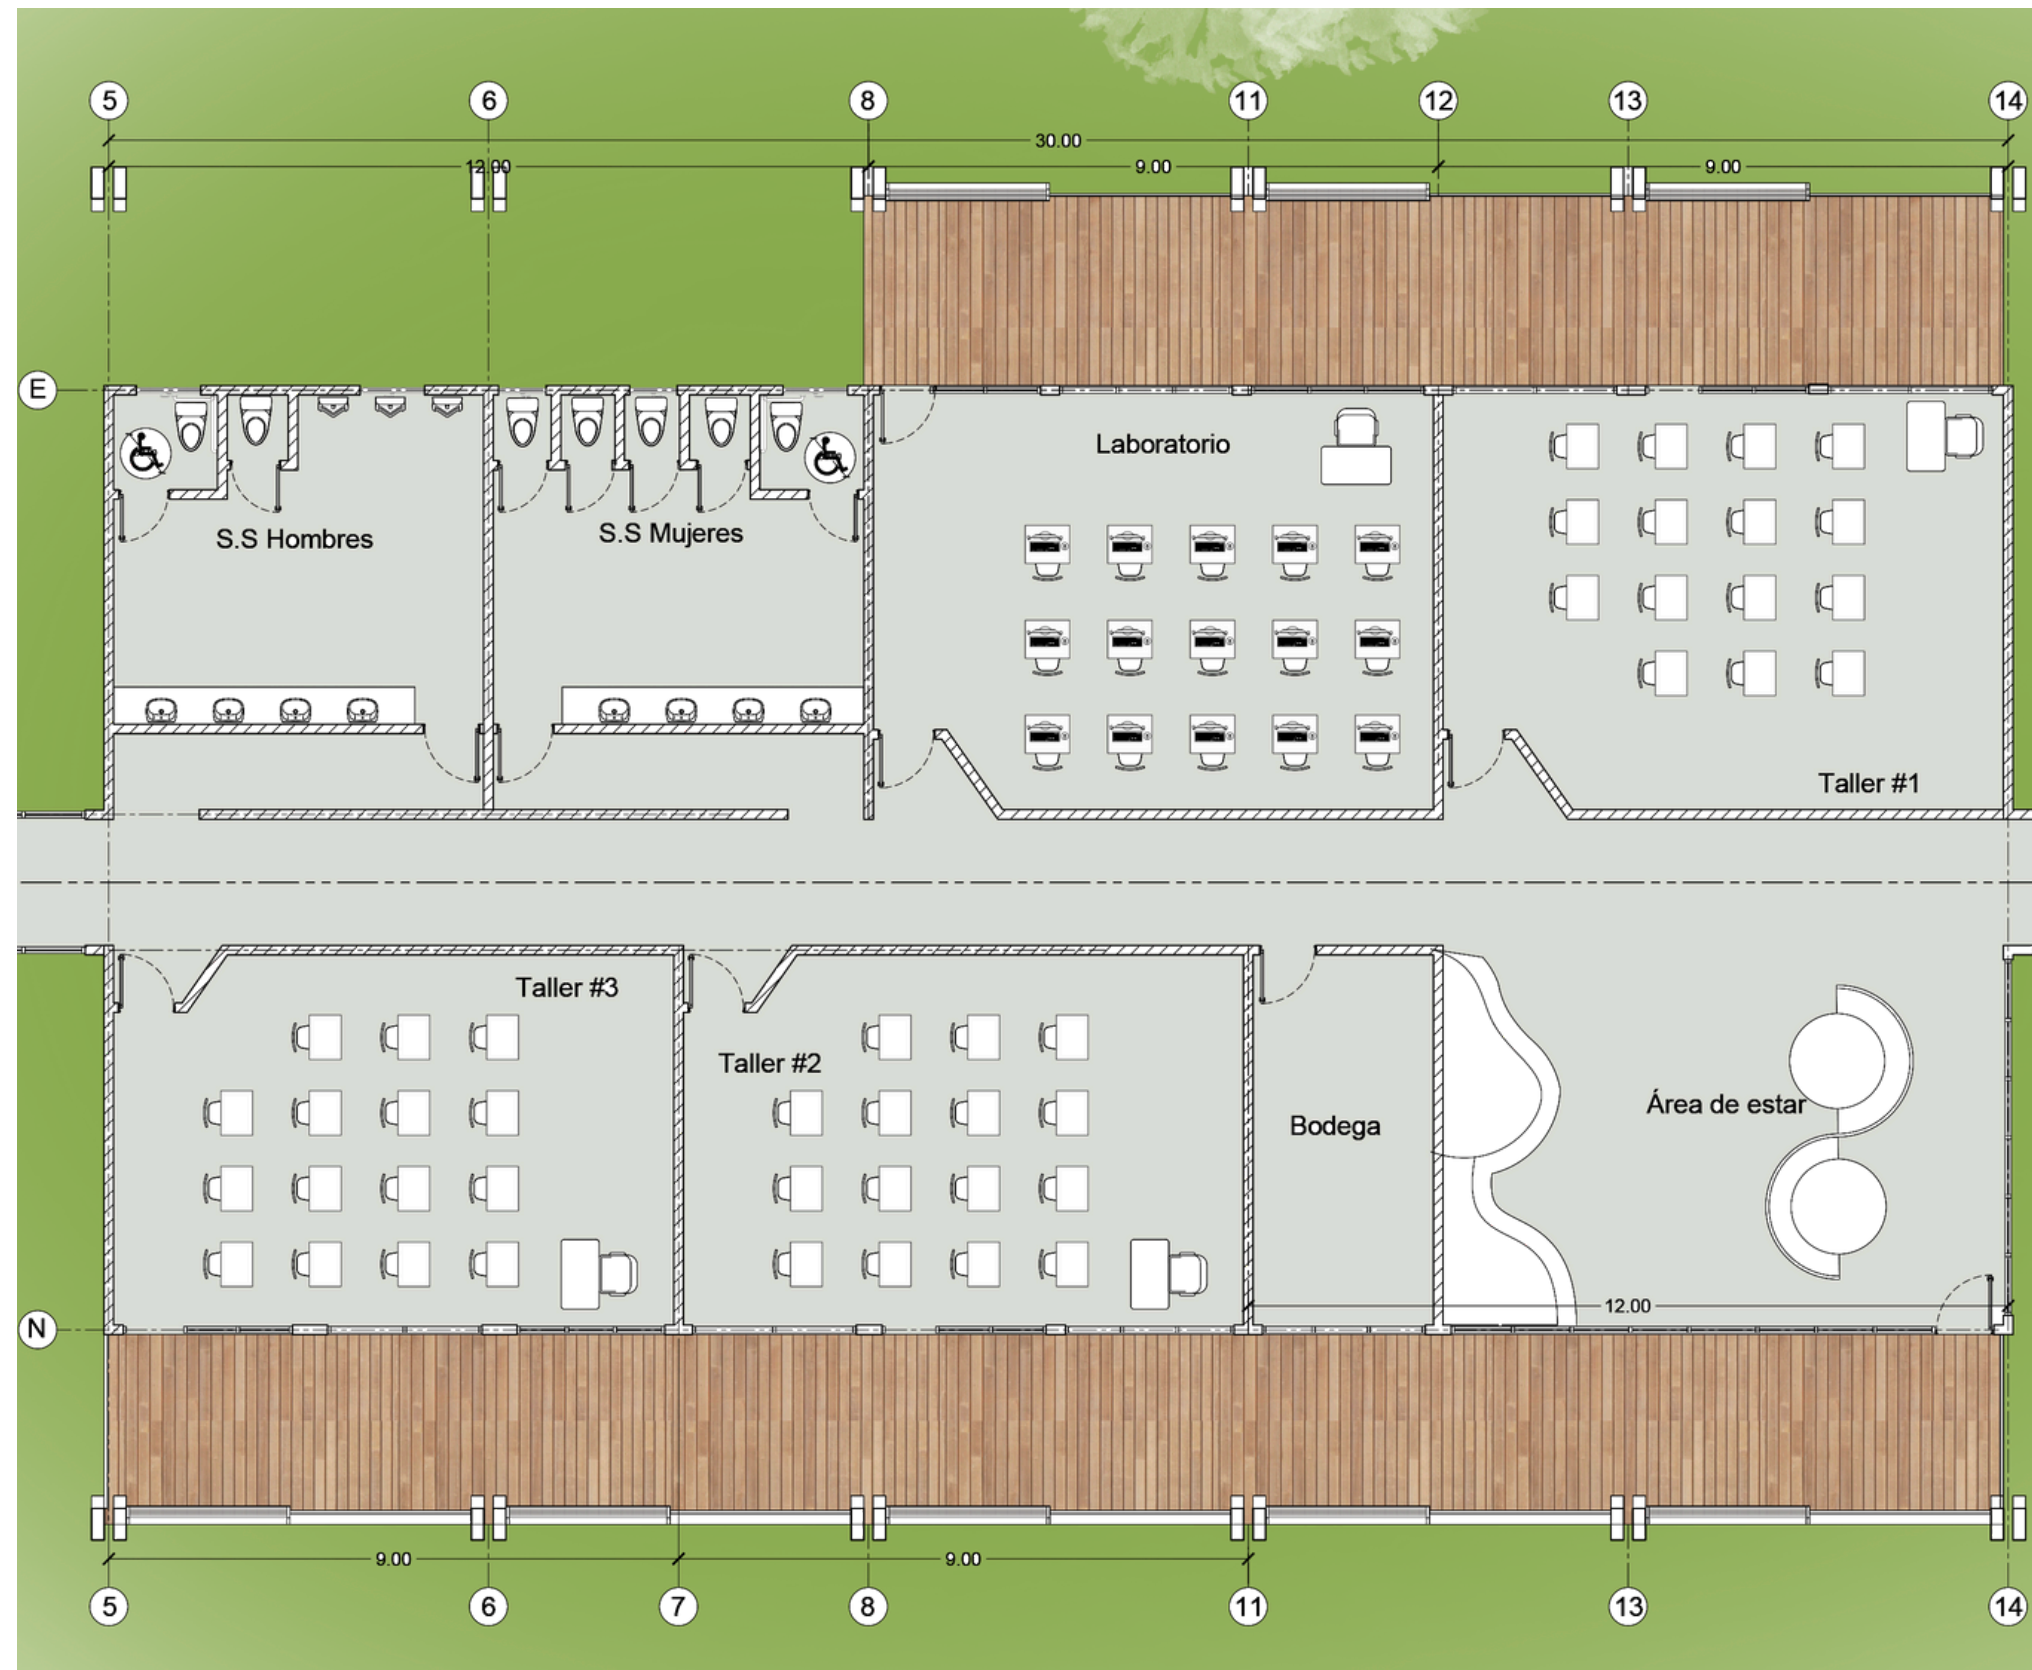 5 6 8 11 12 13 14
30.00
12.00 9.00 9.00
E
Laboratorio
S.S Hombres
S.S Mujeres
Taller #1
Taller #3
Taller #2
Área de estar
Bodega
12.00
N
9.00 9.00
5 6 7 8 11 13 14